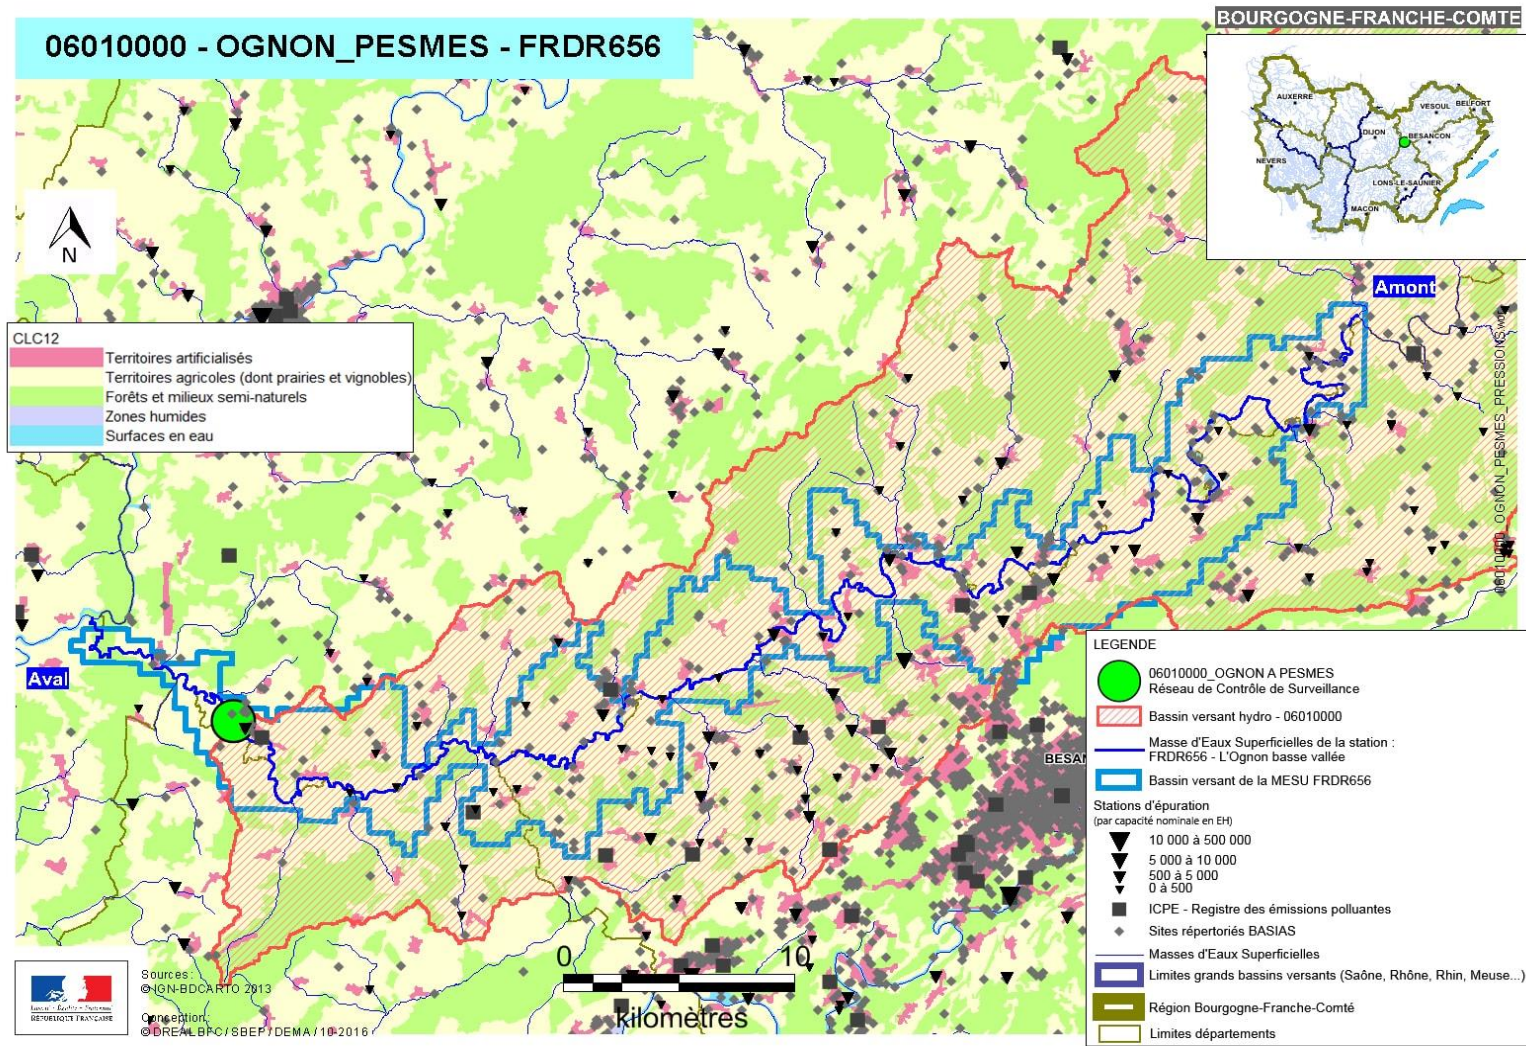 BOURGOGNE-FRANCHE-COMTE
06010000 - OGNON_PESMES - FRDR656
AUXERRE
VESOUL
BELFORT
DIJON
BESANCON
NEVERS
LONS-LE-SAUNIER
MACON
N
Amont
CLC12
Territoires artificialisés
Territoires agricoles (dont prairies et vignobles)
Forêts et milieux semi-naturels
Zones humides
Surfaces en eau
06010000_OGNON_PESMES_PRESSIONS.wor
Aval
BESAN
LEGENDE
06010000_OGNON A PESMES
Réseau de Contrôle de Surveillance
Bassin versant hydro - 06010000
Masse d'Eaux Superficielles de la station :
FRDR656 - L'Ognon basse vallée
Bassin versant de la MESU FRDR656
Stations d'épuration
(par capacité nominale en EH)
10 000 à 500 000
5 000 à 10 000
500 à 5 000
0 à 500
ICPE - Registre des émissions polluantes
Sites répertoriés BASIAS
Masses d'Eaux Superficielles
Limites grands bassins versants (Saône, Rhône, Rhin, Meuse...)
Région Bourgogne-Franche-Comté
Limites départements
0 10
kilomètres
Liberté • Égalité • Fraternité
RÉPUBLIQUE FRANÇAISE
Sources :
© IGN-BDCARTO 2013
Conception :
© DREAL BFC / SBEP / DEMA / 10-2016